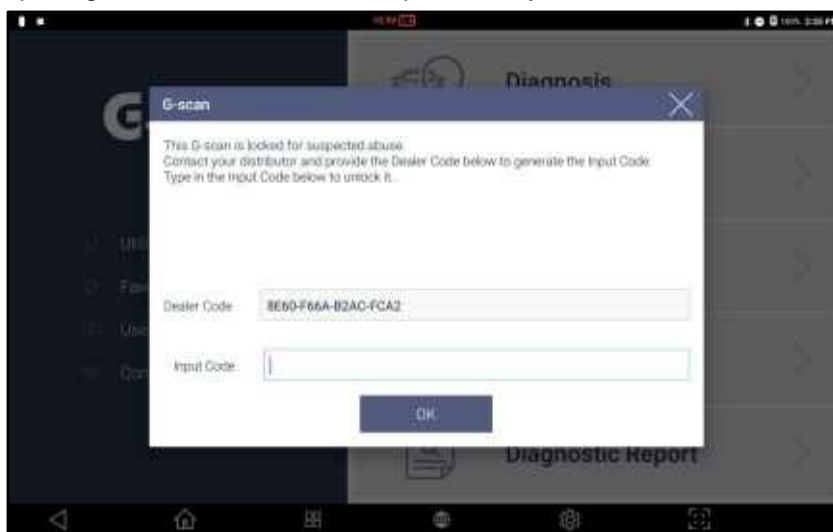 100%
Diagnosis
G-scan
This G-scan is locked for suspected abuse.
Contact your distributor and provide the Dealer Code below to generate the Input Code.
Type in the Input Code below to unlock it.
Dealer Code
8E60-F66A-B2AC-FCA2
Input Code
OK
Diagnostic Report